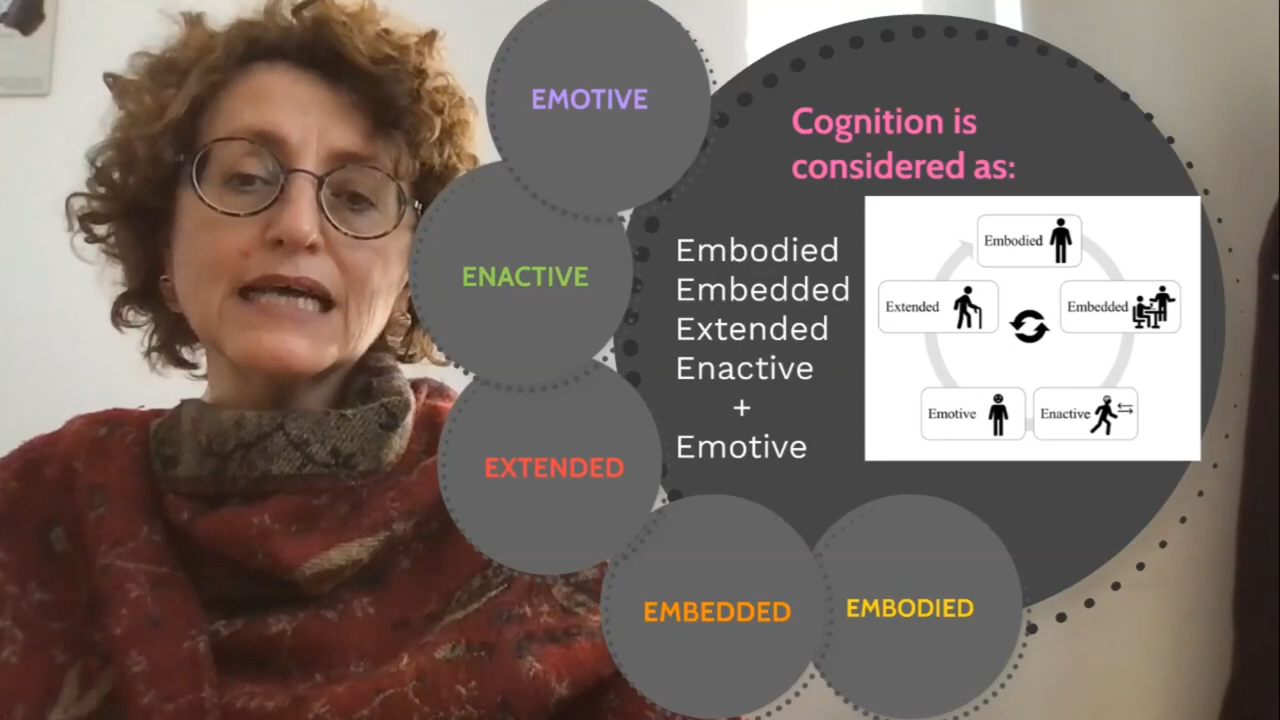 EMOTIVE
ENACTIVE
EXTENDED
EMBEDDED
EMBODIED
Cognition is
considered as:
Embodied
Embedded
Extended
Enactive
+
Emotive
Embodied
Extended
Embedded
Emotive
Enactive